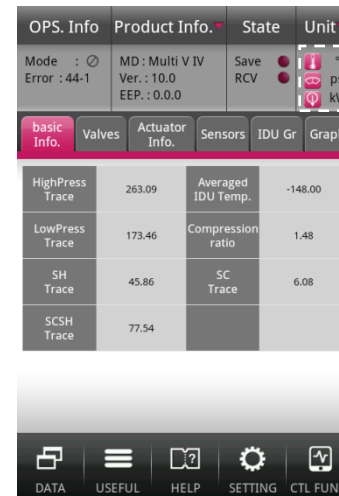 OPS. Info Product Info. State Unit
Mode : ∅ MD : Multi V IV Save
Error : 44-1 Ver. : 10.0 RCV
EEP. : 0.0.0
basic Info. Valves Actuator Info. Sensors IDU Gr
HighPress Trace 263.09 Averaged IDU Temp. -148.00
LowPress Trace 173.46 Compression ratio 1.48
SH Trace 45.86 SC Trace 6.08
SCSH Trace 77.54
DATA USEFUL HELP SETTING CTL FUN